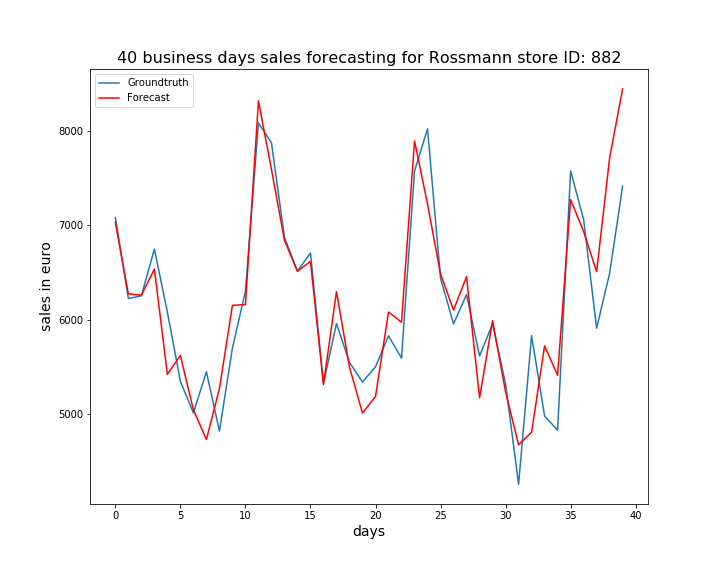 40 business days sales forecasting for Rossmann store ID: 882
Groundtruth
Forecast
8000
7000
6000
5000
sales in euro
0 5 10 15 20 25 30 35 40
days